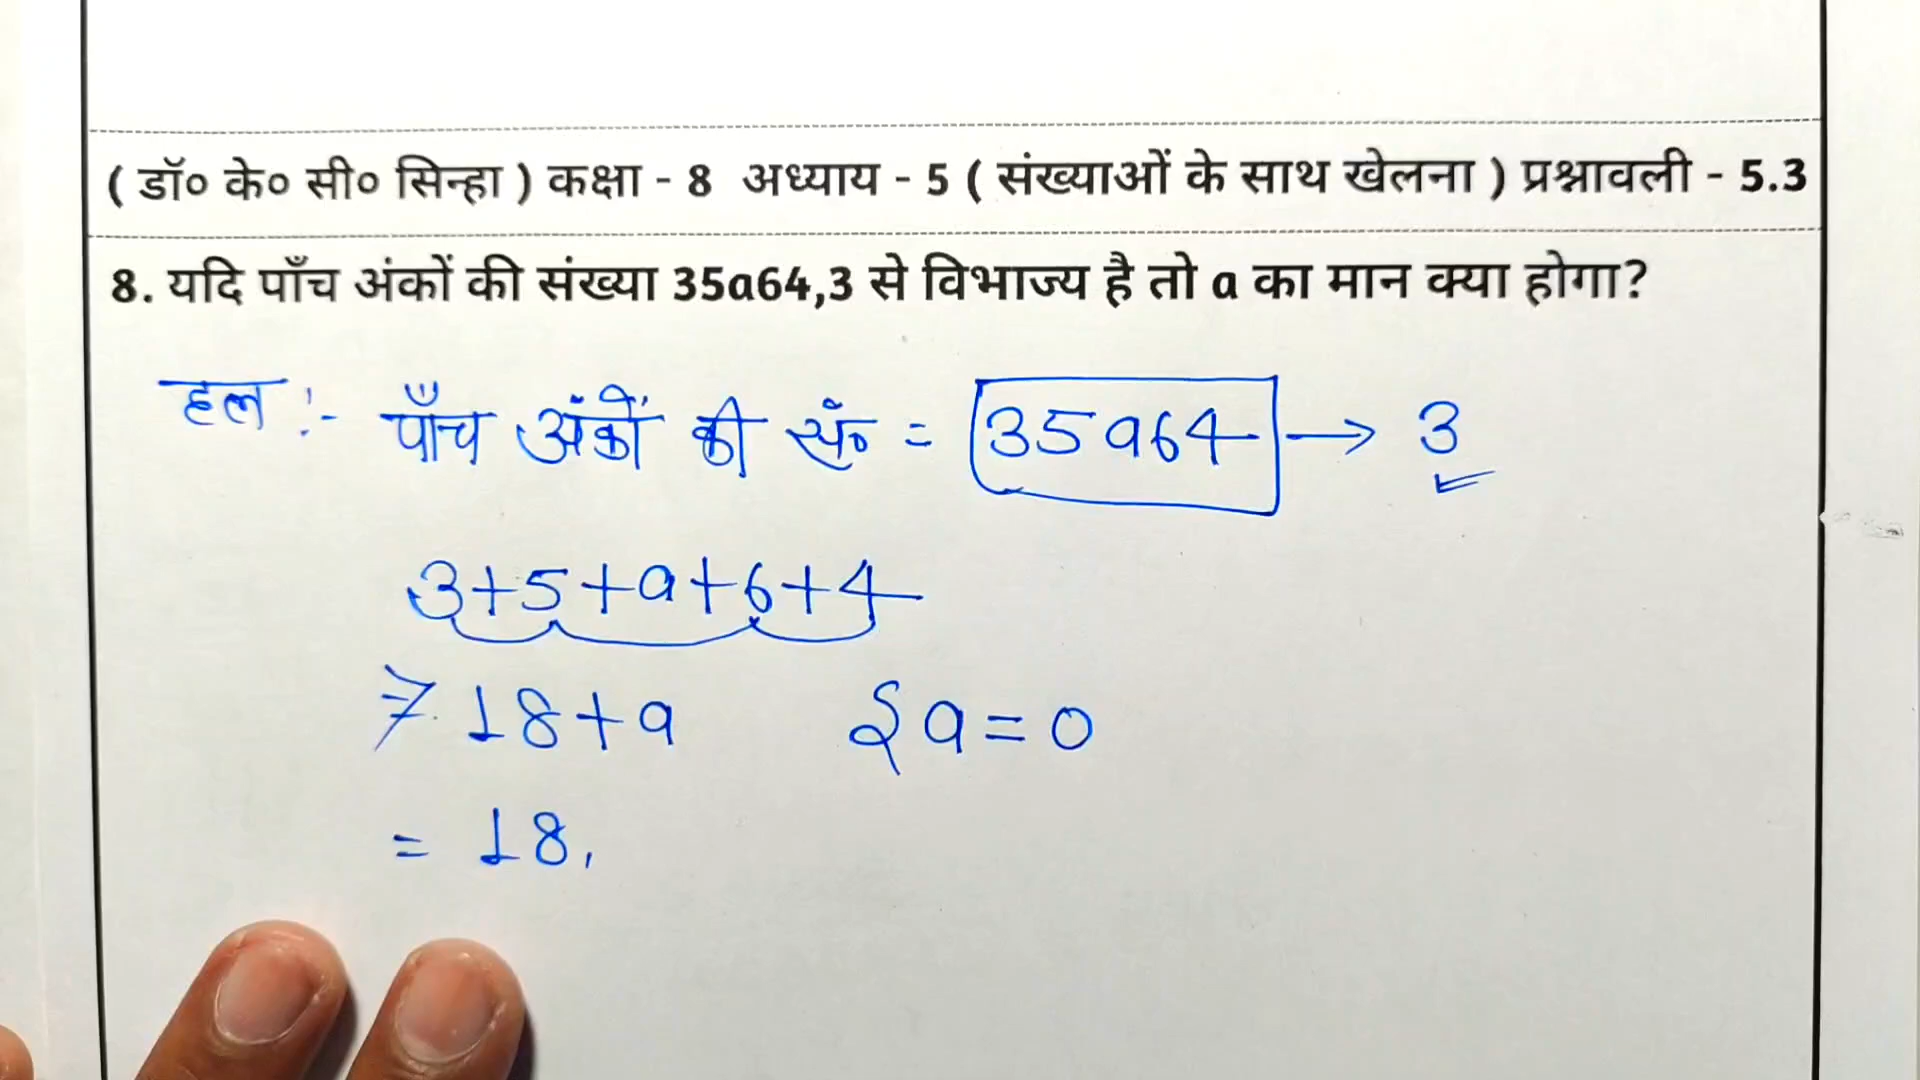 ( डॉ० के० सी० सिन्हा ) कक्षा - 8 अध्याय - 5 ( संख्याओं के साथ खेलना ) प्रश्नावली - 5.3
8. यदि पाँच अंकों की संख्या 35a64,3 से विभाज्य है तो a का मान क्या होगा?
हल :- पाँच अंकों की सं० = 35a64 → 3
3+5+a+6+4
=> 18+a { a=0
= 18,